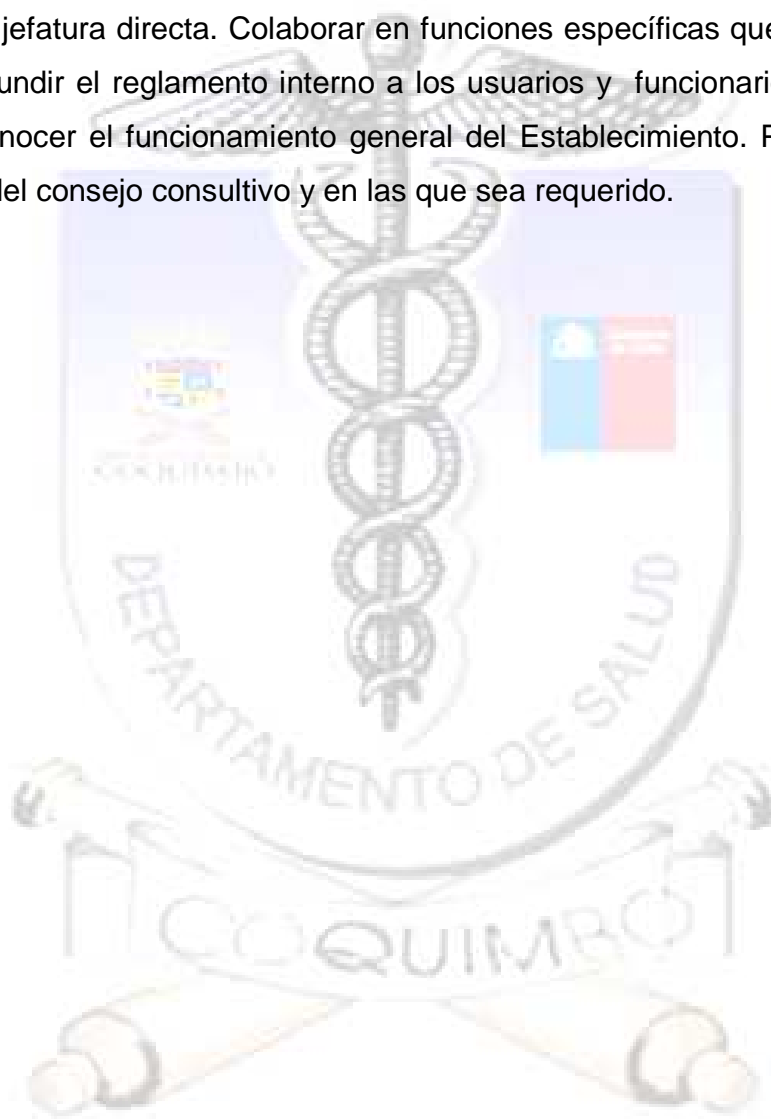 jefatura directa. Colaborar en funciones específicas que
undir el reglamento interno a los usuarios y funcionari
nocer el funcionamiento general del Establecimiento. P
del consejo consultivo y en las que sea requerido.
COQUIMBO
DEPARTAMENTO DE SALUD
COQUIMBO